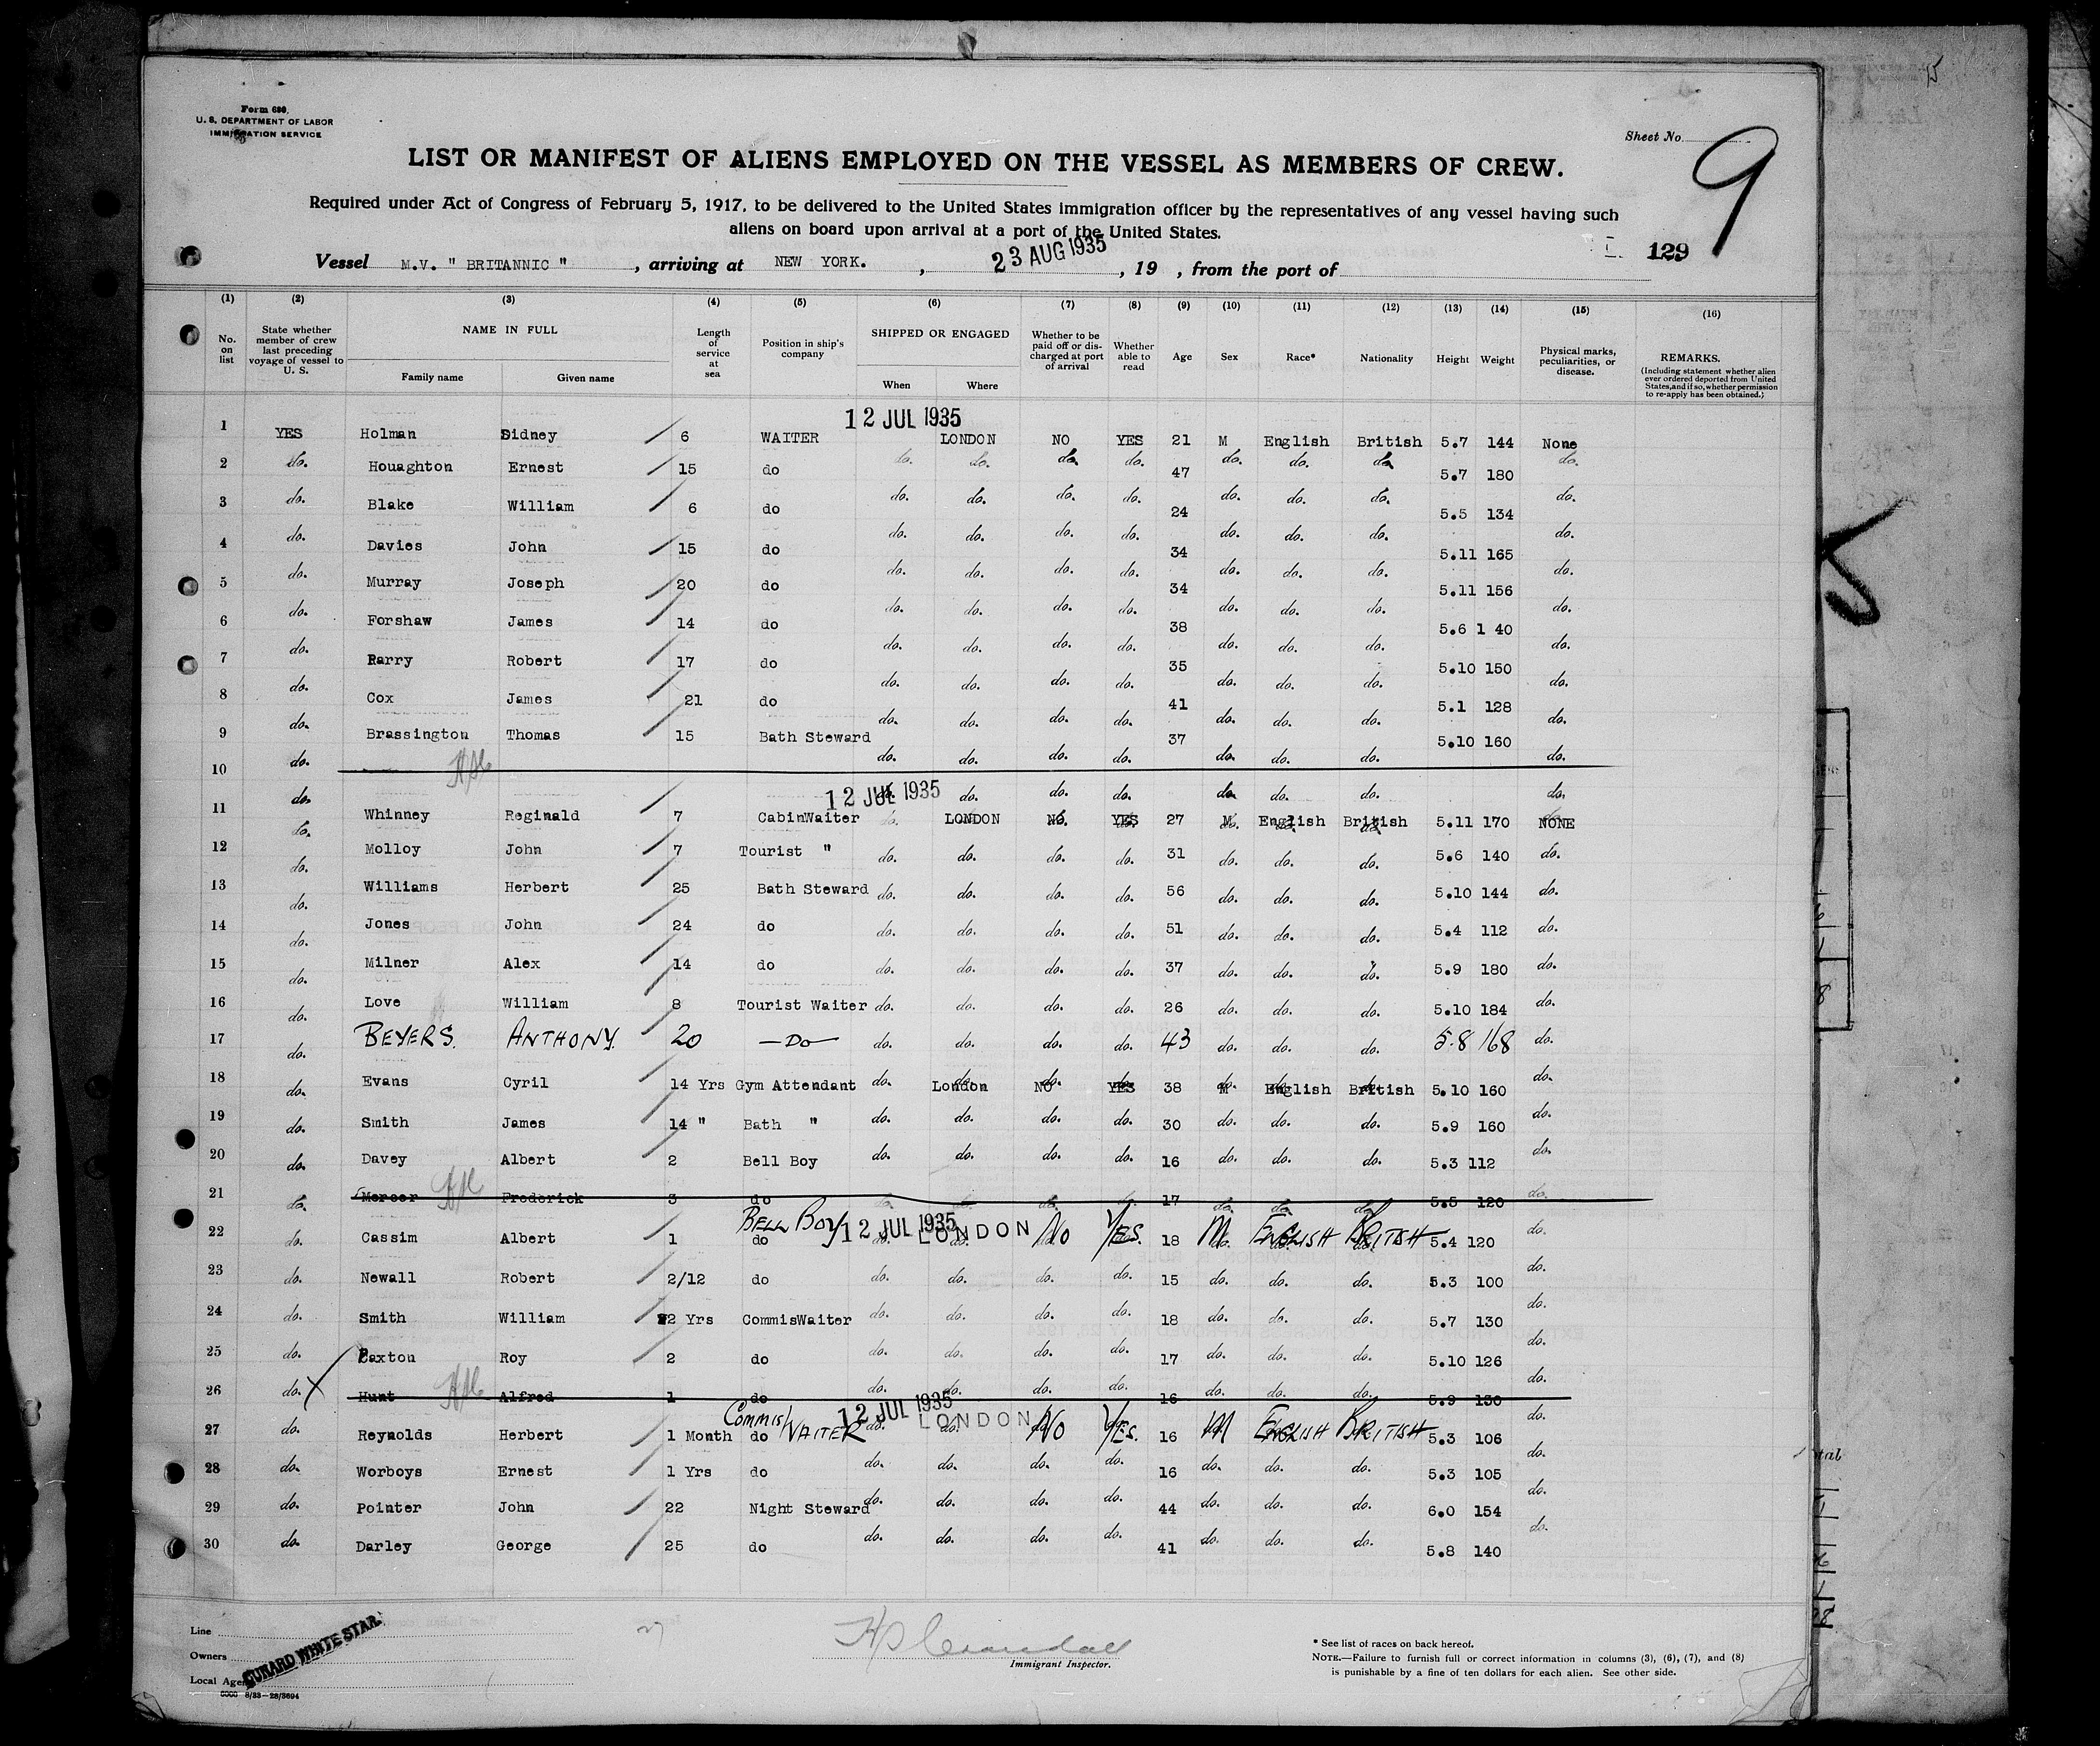 Form 680.
U. S. DEPARTMENT OF LABOR
IMMIGRATION SERVICE
Sheet No. 9
LIST OR MANIFEST OF ALIENS EMPLOYED ON THE VESSEL AS MEMBERS OF CREW.
Required under Act of Congress of February 5, 1917, to be delivered to the United States immigration officer by the representatives of any vessel having such
aliens on board upon arrival at a port of the United States.
129
Vessel M.V. " BRITANNIC ", arriving at NEW YORK., 23 AUG 1935, 19 , from the port of
(1) (2) (3) (4) (5) (6) (7) (8) (9) (10) (11) (12) (13) (14) (15) (16)
No. on list
State whether member of crew last preceding voyage of vessel to U. S.
NAME IN FULL
Family name Given name
Length of service at sea
Position in ship's company
SHIPPED OR ENGAGED
When Where
Whether to be paid off or discharged at port of arrival
Whether able to read
Age Sex Race* Nationality Height Weight
Physical marks, peculiarities, or disease.
REMARKS.
(Including statement whether alien ever ordered deported from United States, and if so, whether permission to re-apply has been obtained.)
1 YES Holman Sidney 6 WAITER 12 JUL 1935 LONDON NO YES 21 M English British 5.7 144 None
2 do. Houaghton Ernest 15 do do. do. do. do. 47 do. do. do. 5.7 180 do.
3 do. Blake William 6 do do. do. do. do. 24 do. do. do. 5.5 134 do.
4 do. Davies John 15 do do. do. do. do. 34 do. do. do. 5.11 165 do.
5 do. Murray Joseph 20 do do. do. do. do. 34 do. do. do. 5.11 156 do.
6 do. Forshaw James 14 do do. do. do. do. 38 do. do. do. 5.6 1 40 do.
7 do. Parry Robert 17 do do. do. do. do. 35 do. do. do. 5.10 150 do.
8 do. Cox James 21 do do. do. do. do. 41 do. do. do. 5.1 128 do.
9 do. Brassington Thomas 15 Bath Steward do. do. do. do. 37 do. do. do. 5.10 160 do.
10 do. do. do. do. do. do. do. do. do.
11 do. Whinney Reginald 7 CabinWaiter 12 JUL 1935 LONDON NO YES 27 M English British 5.11 170 NONE
12 do. Molloy John 7 Tourist " do. do. do. do. 31 do. do. do. 5.6 140 do.
13 do. Williams Herbert 25 Bath Steward do. do. do. do. 56 do. do. do. 5.10 144 do.
14 do. Jones John 24 do do. do. do. do. 51 do. do. do. 5.4 112 do.
15 do. Milner Alex 14 do do. do. do. do. 37 do. do. do. 5.9 180 do.
16 do. Love William 8 Tourist Waiter do. do. do. do. 26 do. do. do. 5.10 184 do.
17 do. BEYERS. ANTHONY. 20 — Do — do. do. do. do. 43 do. do. do. 5.8 168 do.
18 do. Evans Cyril 14 Yrs Gym Attendant do. London NO YES 38 M English British 5.10 160 do.
19 do. Smith James 14 " Bath " do. do. do. do. 30 do. do. do. 5.9 160 do.
20 do. Davey Albert 2 Bell Boy do. do. do. do. 16 do. do. do. 5.3 112 do.
21 do. Mercer Frederick 3 do do. do. do. do. 17 do. do. do. 5.5 120 do.
22 do. Cassim Albert 1 do BELL BOY 12 JUL 1935 LONDON NO YES. 18 M ENGLISH BRITISH 5.4 120 do.
23 do. Newall Robert 2/12 do do. do. do. do. 15 do. do. do. 5.3 100 do.
24 do. Smith William 2 Yrs CommisWaiter do. do. do. do. 18 do. do. do. 5.7 130 do.
25 do. Paxton Roy 2 do do. do. do. do. 17 do. do. do. 5.10 126 do.
26 do. X Hunt Alfred 1 do do. do. do. do. 16 do. do. do. 5.9 130 do.
27 do. Reynolds Herbert 1 Month do Commis WAITER 12 JUL 1935 LONDON NO YES. 16 M ENGLISH BRITISH 5.3 106 do.
28 do. Worboys Ernest 1 Yrs do do. do. do. do. 16 do. do. do. 5.3 105 do.
29 do. Pointer John 22 Night Steward do. do. do. do. 44 do. do. do. 6.0 154 do.
30 do. Darley George 25 do do. do. do. do. 41 do. do. do. 5.8 140 do.
Line
Owners CUNARD WHITE STAR.
Local Agents
6000 8/33—28/3694
Immigrant Inspector.
* See list of races on back hereof.
NOTE.—Failure to furnish full or correct information in columns (3), (6), (7), and (8)
is punishable by a fine of ten dollars for each alien. See other side.